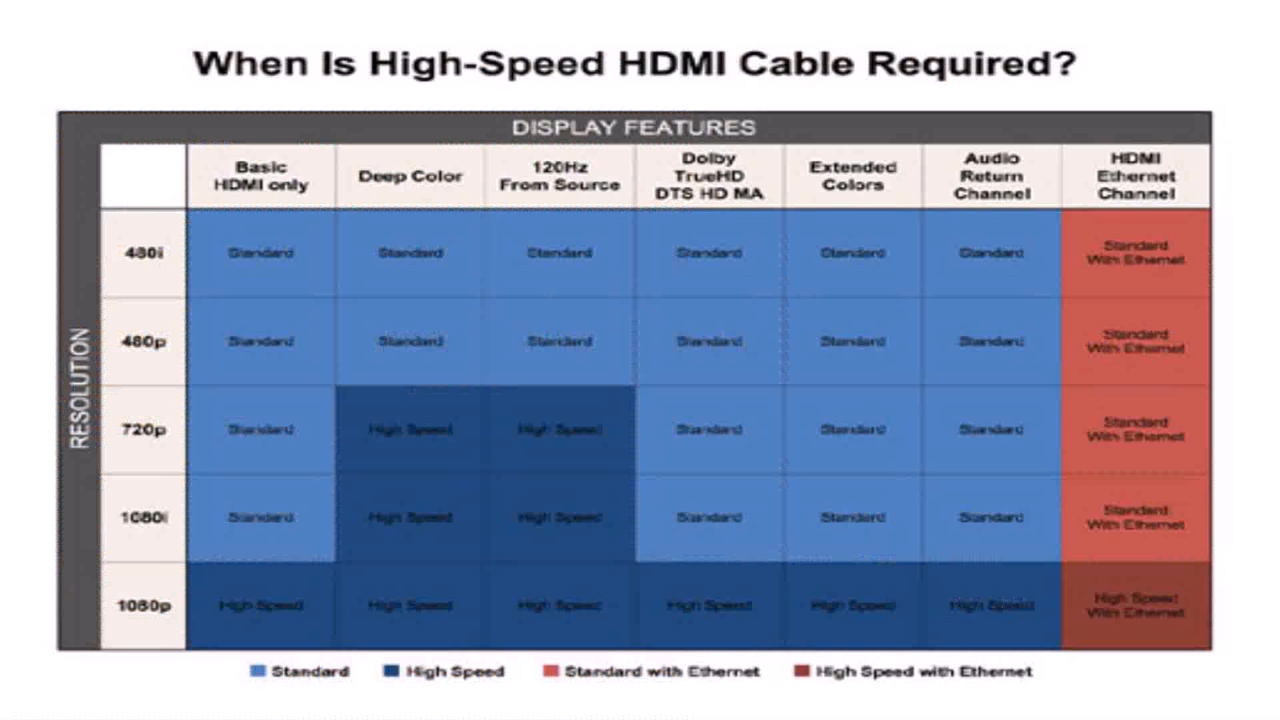 When Is High-Speed HDMI Cable Required?
DISPLAY FEATURES
Basic
HDMI only
Deep Color
120Hz
From Source
Dolby
TrueHD
DTS HD MA
Extended
Colors
Audio
Return
Channel
HDMI
Ethernet
Channel
RESOLUTION
480i
Standard
Standard
Standard
Standard
Standard
Standard
Standard
With Ethernet
480p
Standard
Standard
Standard
Standard
Standard
Standard
Standard
With Ethernet
720p
Standard
High Speed
High Speed
Standard
Standard
Standard
Standard
With Ethernet
1080i
Standard
High Speed
High Speed
Standard
Standard
Standard
Standard
With Ethernet
1080p
High Speed
High Speed
High Speed
High Speed
High Speed
High Speed
High Speed
With Ethernet
Standard
High Speed
Standard with Ethernet
High Speed with Ethernet